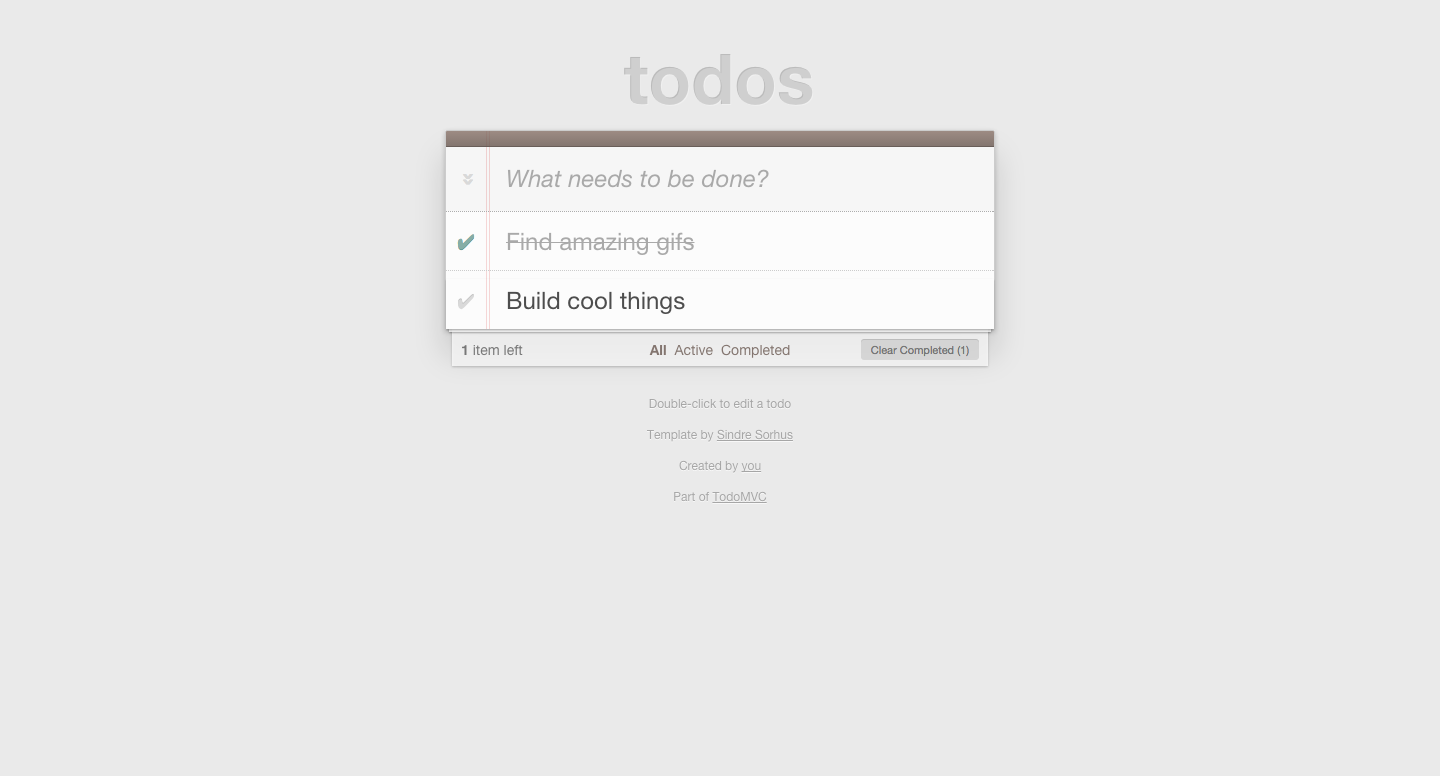 todos
What needs to be done?
Find amazing gifs
Build cool things
1 item left All Active Completed Clear Completed (1)
Double-click to edit a todo
Template by Sindre Sorhus
Created by you
Part of TodoMVC